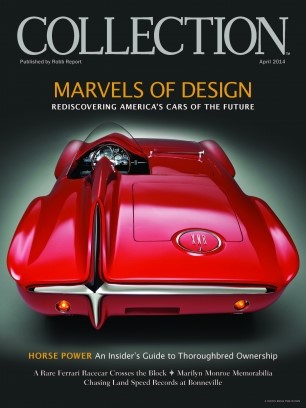 COLLECTION™
Published by Robb Report
April 2014
MARVELS OF DESIGN
REDISCOVERING AMERICA'S CARS OF THE FUTURE
XNR
HORSE POWER An Insider's Guide to Thoroughbred Ownership
A Rare Ferrari Racecar Crosses the Block ✦ Marilyn Monroe Memorabilia
Chasing Land Speed Records at Bonneville